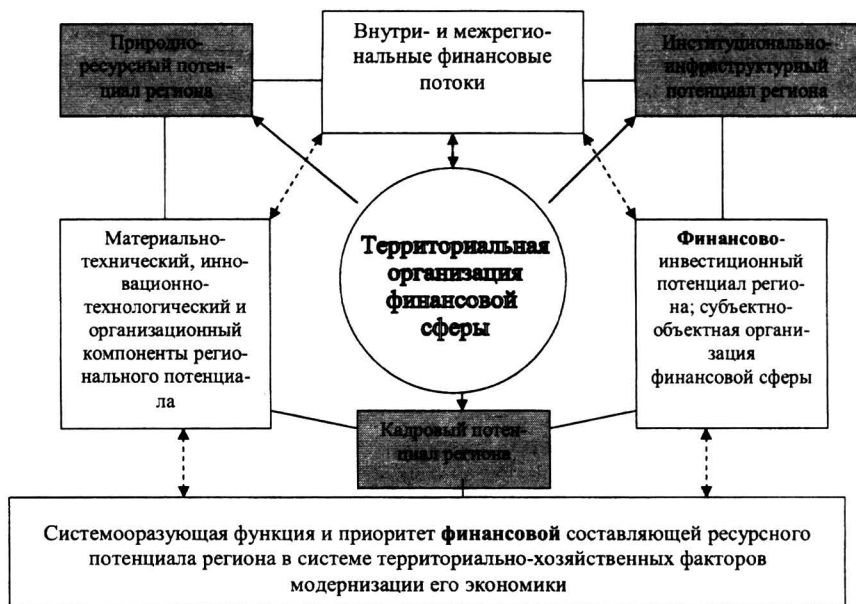 Природно-
ресурсный потен-
циал региона
Внутри- и межрегио-
нальные финансовые
потоки
Институционально-
инфраструктурный
потенциал региона
Материально-
технический, инно-
вационно-
технологический и
организационный
компоненты регио-
нального потенциа-
ла
Территориальная
организация
финансовой
сферы
Финансово-
инвестиционный
потенциал регио-
на; субъектно-
объектная органи-
зация
финансовой сферы
Кадровый потен-
циал региона
Системооразующая функция и приоритет финансовой составляющей ресурсного
потенциала региона в системе территориально-хозяйственных факторов
модернизации его экономики